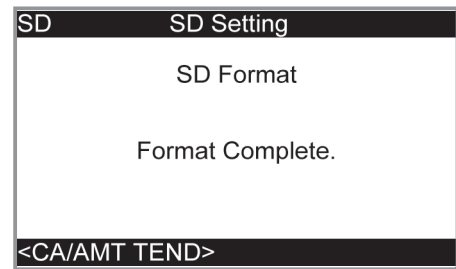 SD SD Setting
SD Format
Format Complete.
<CA/AMT TEND>